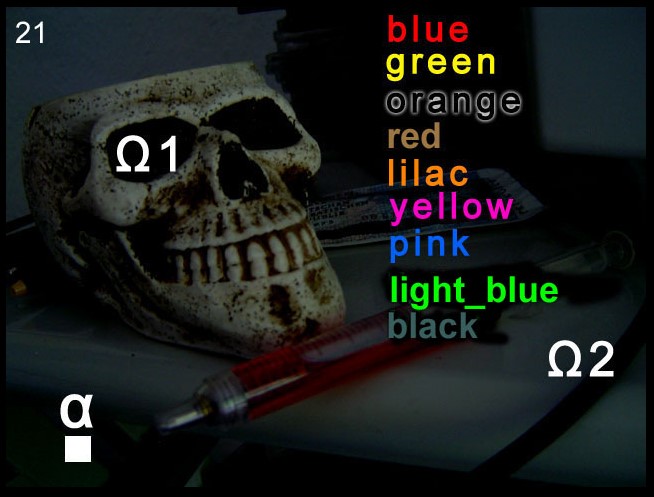 21
blue
green
orange
red
lilac
yellow
pink
light_blue
black
Ω1
Ω2
α